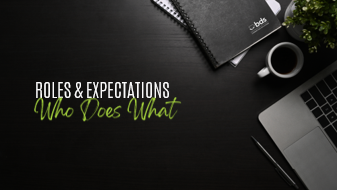 bds
ROLES & EXPECTATIONS
Who Does What